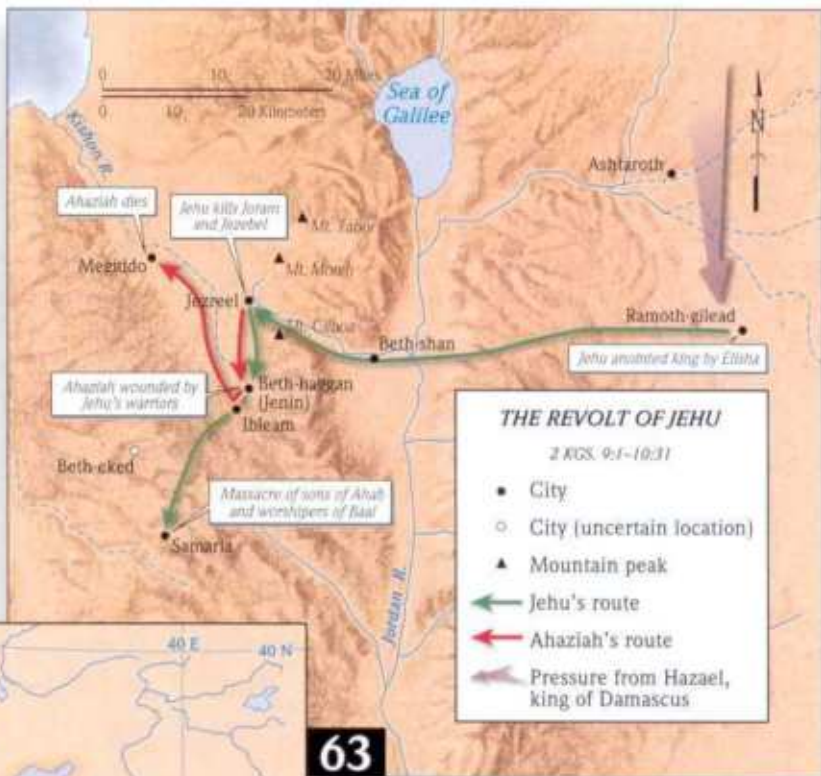 0 10 20 Miles
0 10 20 Kilometers
Sea of
Galilee
N
Kishon R.
Ashtaroth
Ahaziah dies
Jehu kills Joram
and Jezebel
Mt. Tabor
Megiddo
Mt. Moreh
Jezreel
Mt. Gilboa
Ramoth-gilead
Beth-shan
Jehu anointed king by Elisha
Ahaziah wounded by
Jehu's warriors
Beth-haggan
(Jenin)
Ibleam
Beth-eked
Massacre of sons of Ahab
and worshipers of Baal
Samaria
Jordan R.
THE REVOLT OF JEHU
2 KGS. 9:1–10:31
City
City (uncertain location)
Mountain peak
Jehu's route
Ahaziah's route
Pressure from Hazael,
king of Damascus
40 E 40 N
63